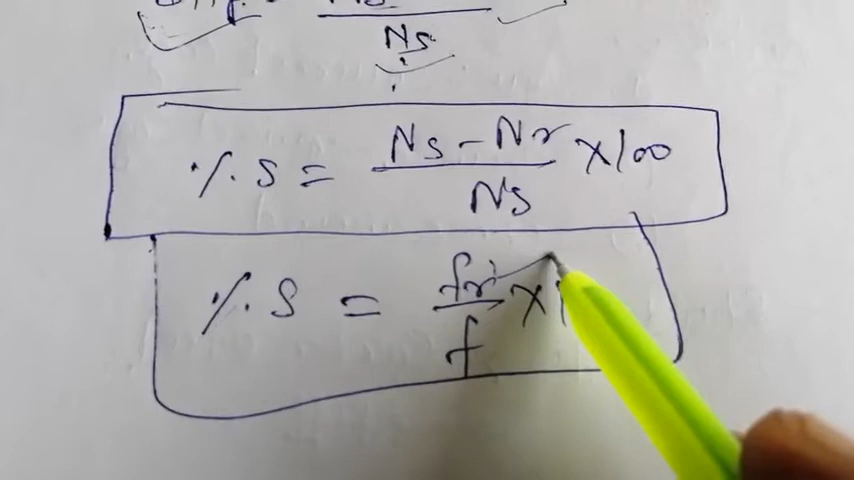 Ns
% S = Ns - Nr / Ns × 100
% S = fr / f ×